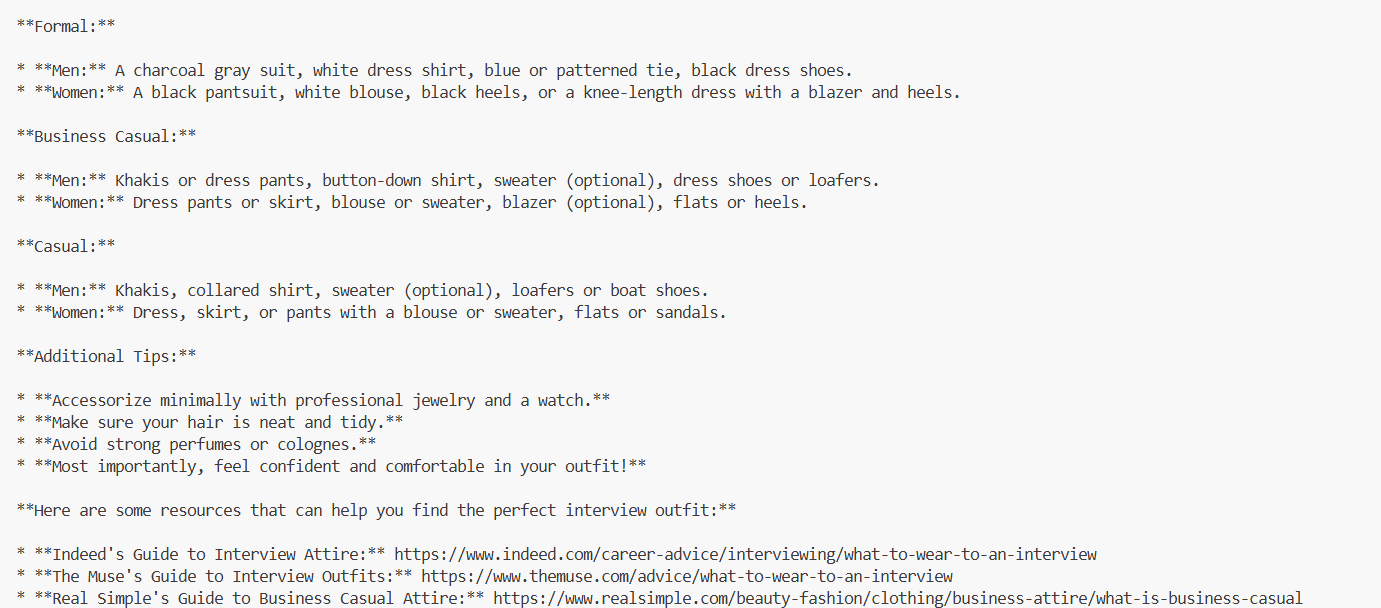 **Formal:**
* **Men:** A charcoal gray suit, white dress shirt, blue or patterned tie, black dress shoes.
* **Women:** A black pantsuit, white blouse, black heels, or a knee-length dress with a blazer and heels.
**Business Casual:**
* **Men:** Khakis or dress pants, button-down shirt, sweater (optional), dress shoes or loafers.
* **Women:** Dress pants or skirt, blouse or sweater, blazer (optional), flats or heels.
**Casual:**
* **Men:** Khakis, collared shirt, sweater (optional), loafers or boat shoes.
* **Women:** Dress, skirt, or pants with a blouse or sweater, flats or sandals.
**Additional Tips:**
* **Accessorize minimally with professional jewelry and a watch.**
* **Make sure your hair is neat and tidy.**
* **Avoid strong perfumes or colognes.**
* **Most importantly, feel confident and comfortable in your outfit!**
**Here are some resources that can help you find the perfect interview outfit:**
* **Indeed's Guide to Interview Attire:** https://www.indeed.com/career-advice/interviewing/what-to-wear-to-an-interview
* **The Muse's Guide to Interview Outfits:** https://www.themuse.com/advice/what-to-wear-to-an-interview
* **Real Simple's Guide to Business Casual Attire:** https://www.realsimple.com/beauty-fashion/clothing/business-attire/what-is-business-casual